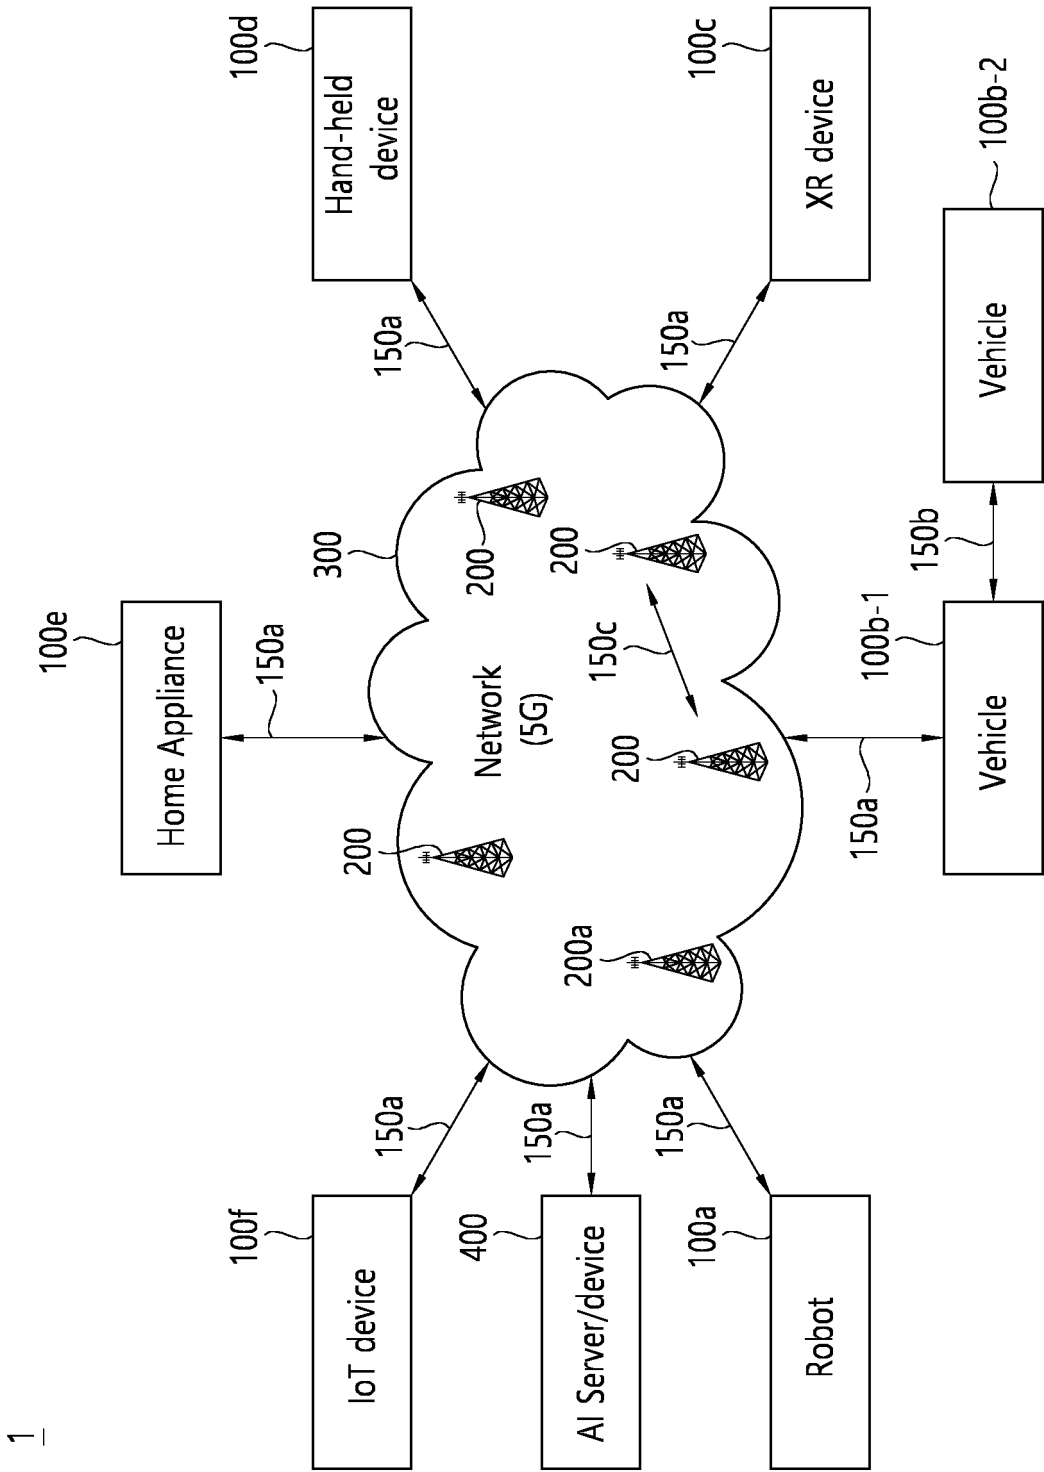 1
100e
Home Appliance
150a
100f
IoT device
150a
300
100d
Hand-held
device
150a
200
200
Network
(5G)
400
AI Server/device
150a
200a
200
150c
200
100a
Robot
150a
100c
XR device
150a
150a
100b-1
Vehicle
150b
100b-2
Vehicle